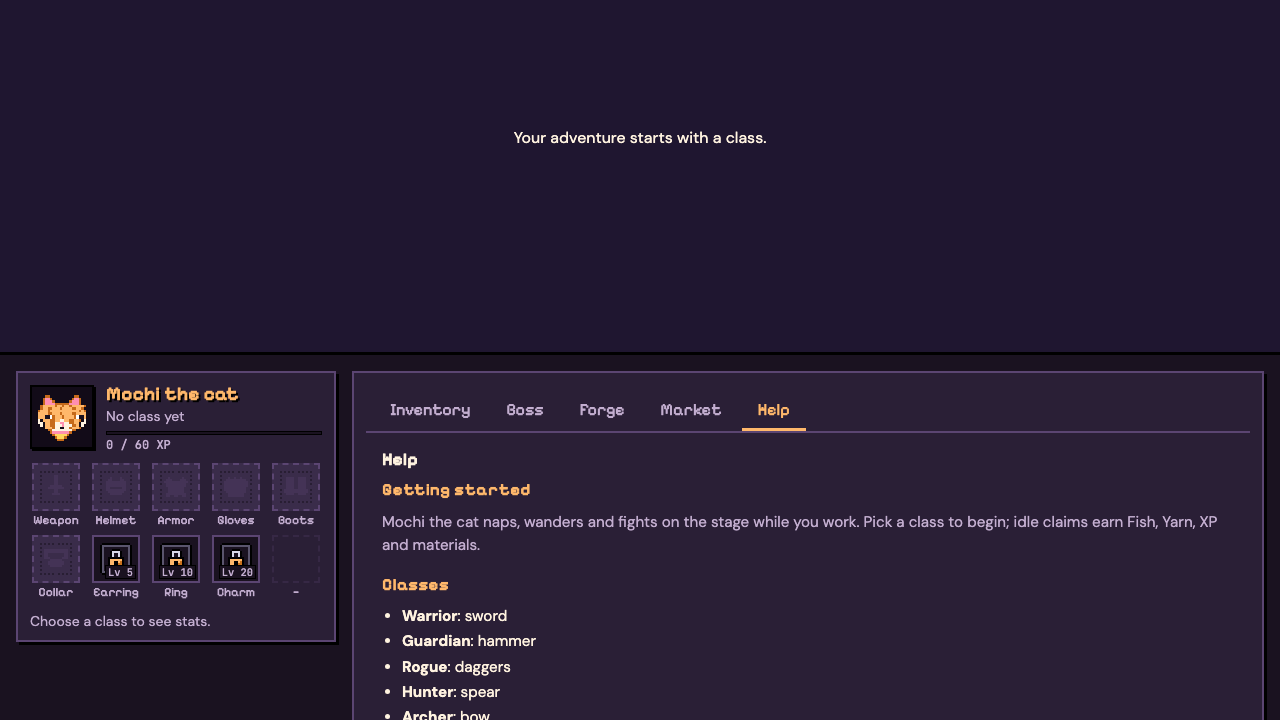 Your adventure starts with a class.
Mochi the cat
No class yet
0 / 60 XP
Weapon Helmet Armor Gloves Boots
Lv 5 Lv 10 Lv 20
Collar Earring Ring Charm -
Choose a class to see stats.
Inventory Boss Forge Market Help
Help
Getting started
Mochi the cat naps, wanders and fights on the stage while you work. Pick a class to begin; idle claims earn Fish, Yarn, XP
and materials.
Classes
• Warrior: sword
• Guardian: hammer
• Rogue: daggers
• Hunter: spear
• Archer: bow